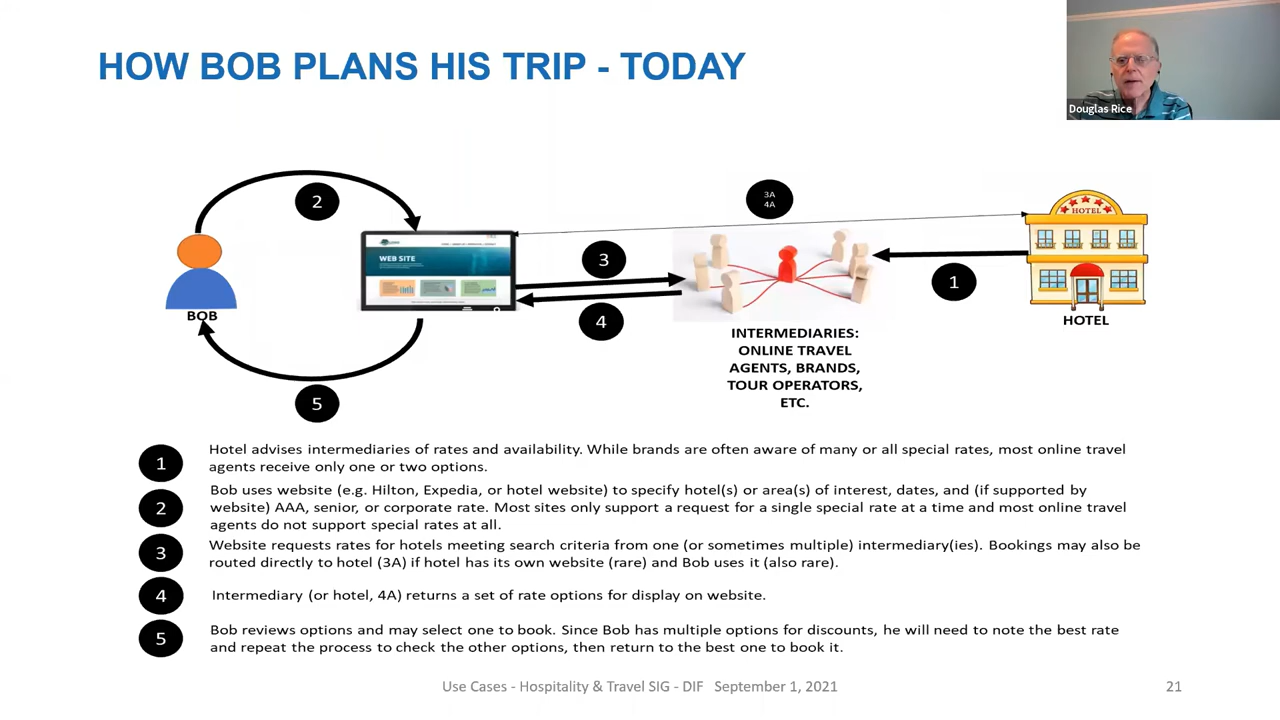 HOW BOB PLANS HIS TRIP - TODAY
Douglas Rice
2
3A
4A
HOTEL
WEB SITE
3
1
4
BOB
HOTEL
INTERMEDIARIES:
ONLINE TRAVEL
AGENTS, BRANDS,
TOUR OPERATORS,
ETC.
5
1
Hotel advises intermediaries of rates and availability. While brands are often aware of many or all special rates, most online travel
agents receive only one or two options.
2
Bob uses website (e.g. Hilton, Expedia, or hotel website) to specify hotel(s) or area(s) of interest, dates, and (if supported by
website) AAA, senior, or corporate rate. Most sites only support a request for a single special rate at a time and most online travel
agents do not support special rates at all.
3
Website requests rates for hotels meeting search criteria from one (or sometimes multiple) intermediary(ies). Bookings may also be
routed directly to hotel (3A) if hotel has its own website (rare) and Bob uses it (also rare).
4
Intermediary (or hotel, 4A) returns a set of rate options for display on website.
5
Bob reviews options and may select one to book. Since Bob has multiple options for discounts, he will need to note the best rate
and repeat the process to check the other options, then return to the best one to book it.
Use Cases - Hospitality & Travel SIG - DIF September 1, 2021
21